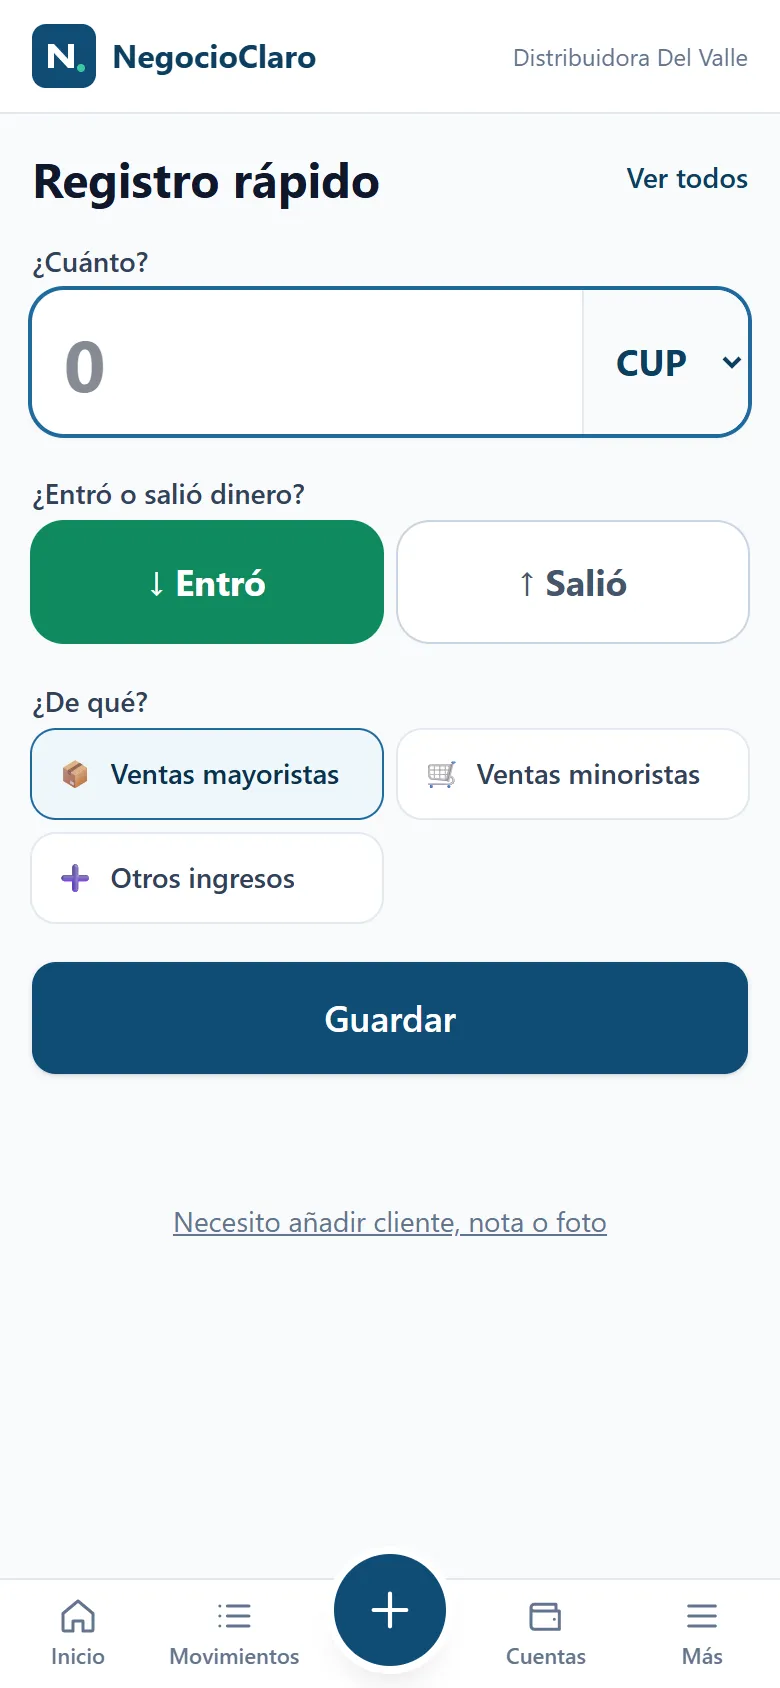 N. NegocioClaro Distribuidora Del Valle
Registro rápido Ver todos
¿Cuánto?
0 CUP
¿Entró o salió dinero?
↓ Entró ↑ Salió
¿De qué?
Ventas mayoristas Ventas minoristas
Otros ingresos
Guardar
Necesito añadir cliente, nota o foto
Inicio Movimientos Cuentas Más